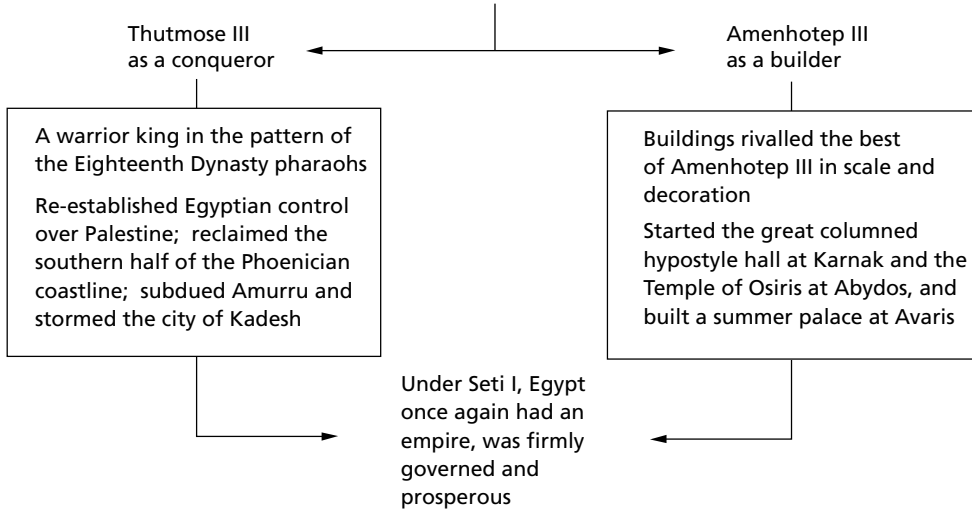 Thutmose III
as a conqueror
Amenhotep III
as a builder
A warrior king in the pattern of
the Eighteenth Dynasty pharaohs
Re-established Egyptian control
over Palestine; reclaimed the
southern half of the Phoenician
coastline; subdued Amurru and
stormed the city of Kadesh
Buildings rivalled the best
of Amenhotep III in scale and
decoration
Started the great columned
hypostyle hall at Karnak and the
Temple of Osiris at Abydos, and
built a summer palace at Avaris
Under Seti I, Egypt
once again had an
empire, was firmly
governed and
prosperous